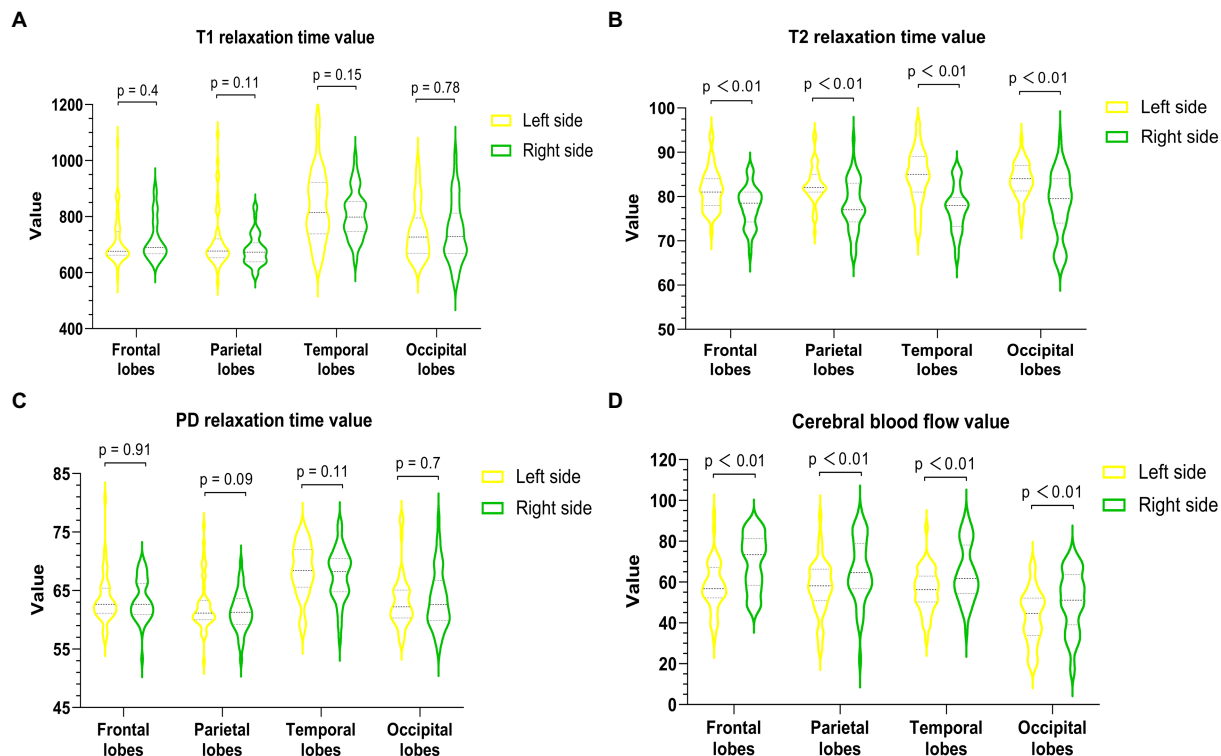 A
T1 relaxation time value
p = 0.4
p = 0.11
p = 0.15
p = 0.78
1200
1000
800
600
400
Value
Left side
Right side
Frontal lobes
Parietal lobes
Temporal lobes
Occipital lobes
B
T2 relaxation time value
p < 0.01
p < 0.01
p < 0.01
p < 0.01
100
90
80
70
60
50
Value
Left side
Right side
Frontal lobes
Parietal lobes
Temporal lobes
Occipital lobes
C
PD relaxation time value
p = 0.91
p = 0.09
p = 0.11
p = 0.7
85
75
65
55
45
Value
Left side
Right side
Frontal lobes
Parietal lobes
Temporal lobes
Occipital lobes
D
Cerebral blood flow value
p < 0.01
p < 0.01
p < 0.01
p < 0.01
120
100
80
60
40
20
0
Value
Left side
Right side
Frontal lobes
Parietal lobes
Temporal lobes
Occipital lobes